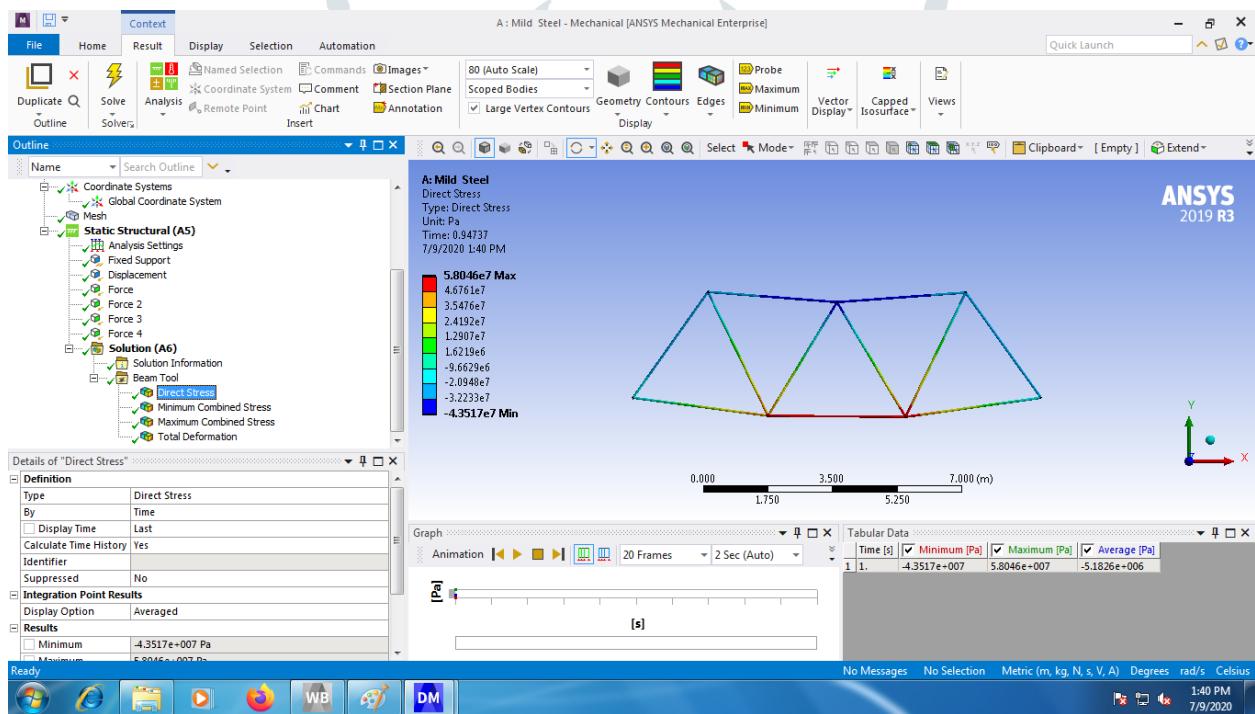 Context
A : Mild Steel - Mechanical [ANSYS Mechanical Enterprise]
File Home Result Display Selection Automation Quick Launch
Duplicate Q Solve Analysis
Named Selection Commands Images
Coordinate System Comment Section Plane
Remote Point Chart Annotation
80 (Auto Scale)
Scoped Bodies
Large Vertex Contours
Geometry Contours Edges
Probe
Maximum
Minimum
Vector Display
Capped Isosurface
Views
Outline Solver Insert Display
Outline
Name Search Outline
Select Mode Clipboard [ Empty ] Extend
Coordinate Systems
Global Coordinate System
Mesh
Static Structural (A5)
Analysis Settings
Fixed Support
Displacement
Force
Force 2
Force 3
Force 4
Solution (A6)
Solution Information
Beam Tool
Direct Stress
Minimum Combined Stress
Maximum Combined Stress
Total Deformation
A: Mild Steel
Direct Stress
Type: Direct Stress
Unit: Pa
Time: 0.94737
7/9/2020 1:40 PM
5.8046e7 Max
4.6761e7
3.5476e7
2.4192e7
1.2907e7
1.6219e6
-9.6629e6
-2.0948e7
-3.2233e7
-4.3517e7 Min
ANSYS
2019 R3
Y
X
0.000 3.500 7.000 (m)
1.750 5.250
Details of "Direct Stress"
Definition
Type Direct Stress
By Time
Display Time Last
Calculate Time History Yes
Identifier
Suppressed No
Integration Point Results
Display Option Averaged
Results
Minimum -4.3517e+007 Pa
Maximum 5.8046e+007 Pa
Graph
Animation 20 Frames 2 Sec (Auto)
[Pa]
[s]
Tabular Data
Time [s] Minimum [Pa] Maximum [Pa] Average [Pa]
1 1. -4.3517e+007 5.8046e+007 -5.1826e+006
Ready No Messages No Selection Metric (m, kg, N, s, V, A) Degrees rad/s Celsius
WB DM
1:40 PM
7/9/2020